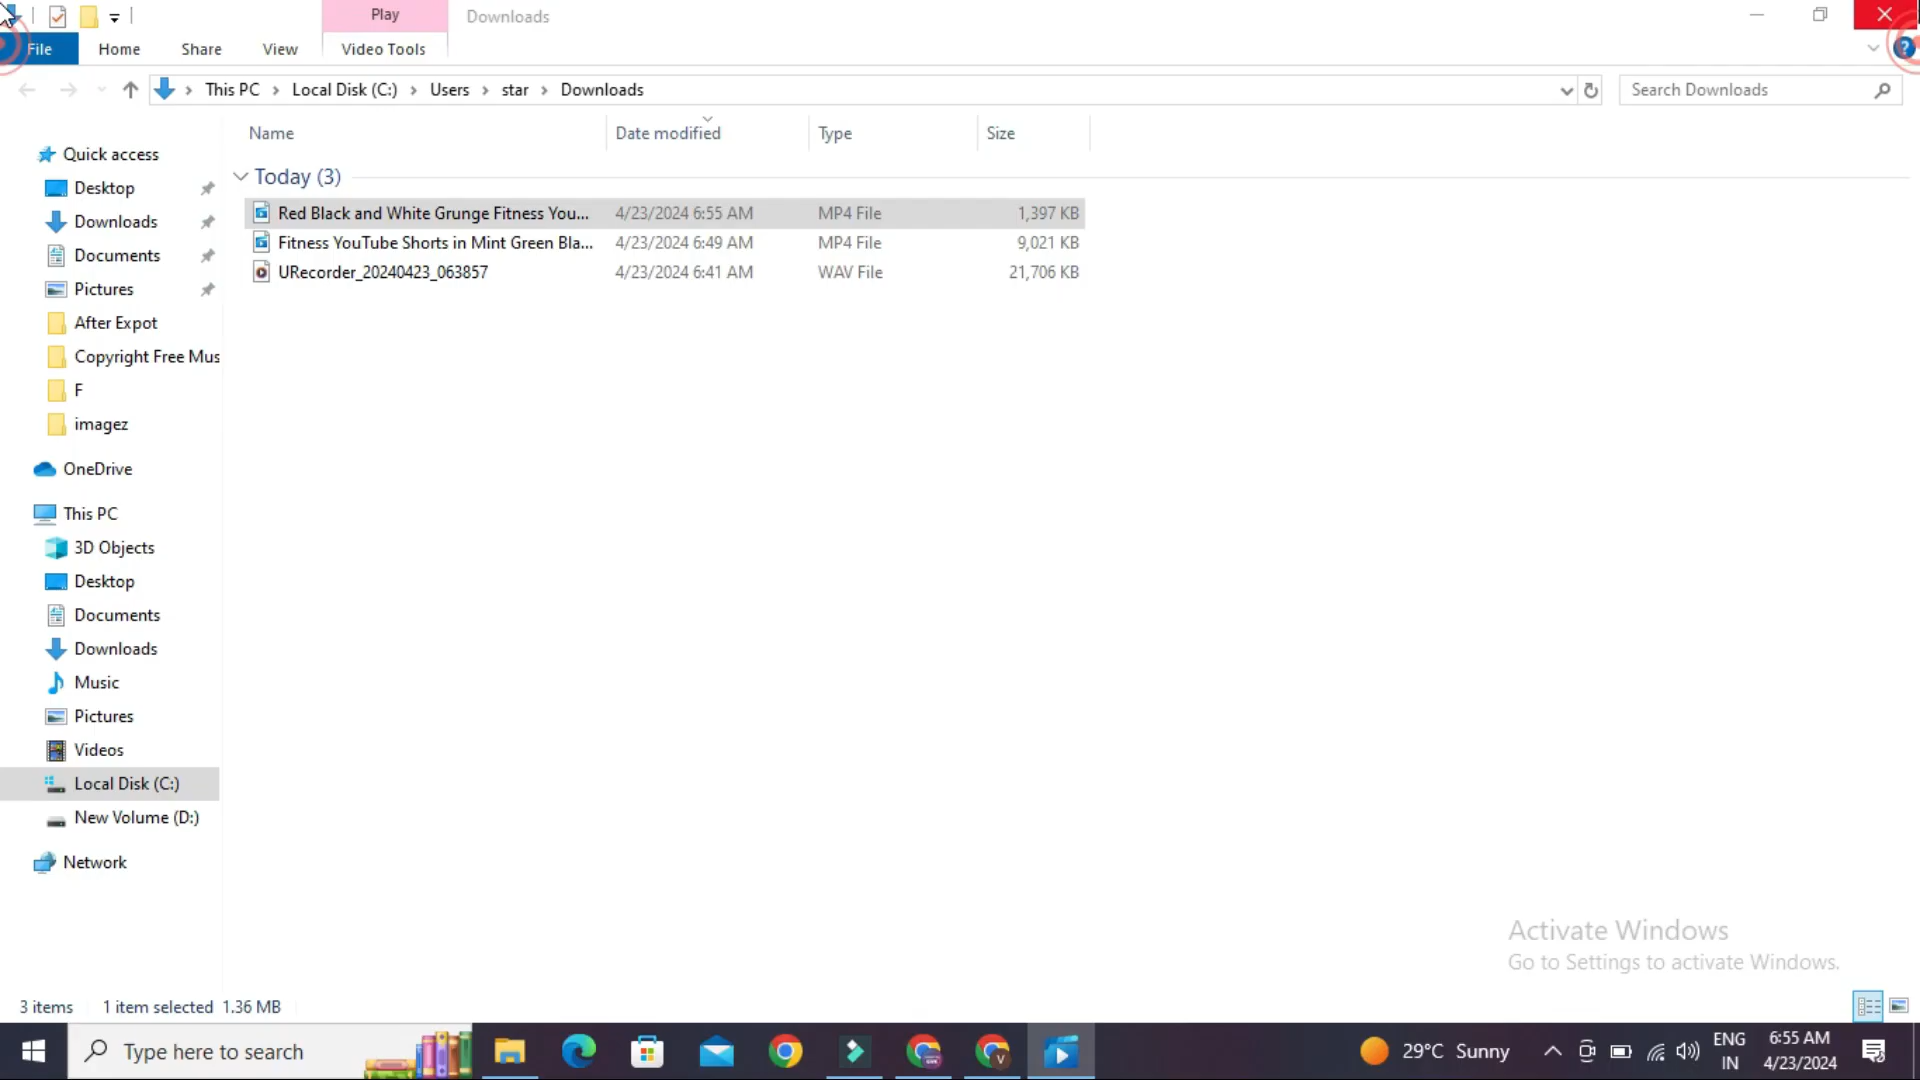 Play
Downloads
File
Home
Share
View
Video Tools
This PC
Local Disk (C:)
Users
star
Downloads
Search Downloads
Name
Date modified
Type
Size
Quick access
Desktop
Downloads
Documents
Pictures
After Expot
Copyright Free Mus
F
imagez
OneDrive
This PC
3D Objects
Desktop
Documents
Downloads
Music
Pictures
Videos
Local Disk (C:)
New Volume (D:)
Network
Today (3)
Red Black and White Grunge Fitness You... 4/23/2024 6:55 AM MP4 File 1,397 KB
Fitness YouTube Shorts in Mint Green Bla... 4/23/2024 6:49 AM MP4 File 9,021 KB
URecorder_20240423_063857 4/23/2024 6:41 AM WAV File 21,706 KB
Activate Windows
Go to Settings to activate Windows.
3 items 1 item selected 1.36 MB
Type here to search
V
29°C Sunny
ENG
IN
6:55 AM
4/23/2024